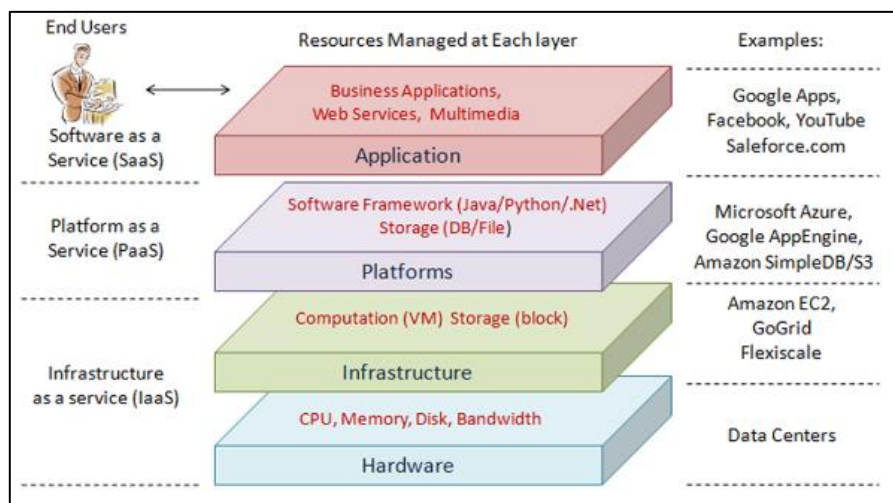 End Users
Resources Managed at Each layer
Examples:
Business Applications,
Web Services, Multimedia
Application
Software as a
Service (SaaS)
Google Apps,
Facebook, YouTube
Saleforce.com
Software Framework (Java/Python/.Net)
Storage (DB/File)
Platforms
Platform as a
Service (PaaS)
Microsoft Azure,
Google AppEngine,
Amazon SimpleDB/S3
Computation (VM) Storage (block)
Infrastructure
Amazon EC2,
GoGrid
Flexiscale
Infrastructure
as a service (IaaS)
CPU, Memory, Disk, Bandwidth
Hardware
Data Centers